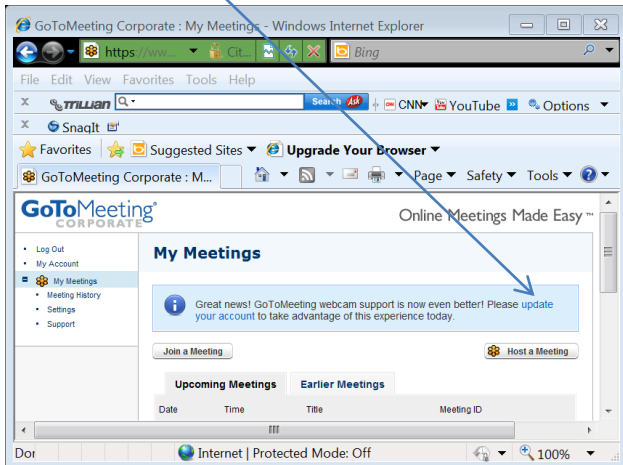 GoToMeeting Corporate : My Meetings - Windows Internet Explorer
https://ww... Cit... Bing
File Edit View Favorites Tools Help
x trillian Search CNN YouTube Options
x SnagIt
Favorites Suggested Sites Upgrade Your Browser
GoToMeeting Corporate : M... Page Safety Tools
GoToMeeting® Online Meetings Made Easy™
CORPORATE
Log Out
My Account
My Meetings
Meeting History
Settings
Support
My Meetings
Great news! GoToMeeting webcam support is now even better! Please update
your account to take advantage of this experience today.
Join a Meeting Host a Meeting
Upcoming Meetings Earlier Meetings
Date Time Title Meeting ID
Dor Internet | Protected Mode: Off 100%